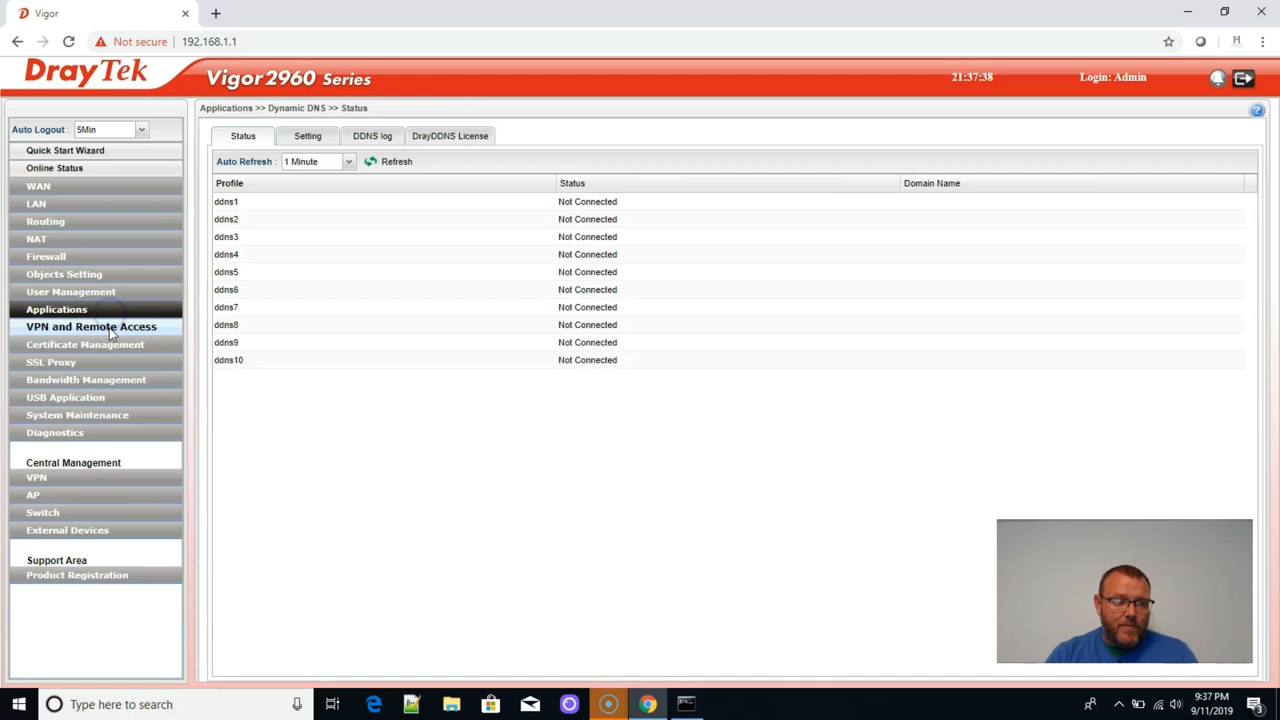 Vigor
Not secure 192.168.1.1
DrayTek Vigor2960 Series 21:37:38 Login: Admin
Auto Logout : 5Min
Quick Start Wizard
Online Status
WAN
LAN
Routing
NAT
Firewall
Objects Setting
User Management
Applications
VPN and Remote Access
Certificate Management
SSL Proxy
Bandwidth Management
USB Application
System Maintenance
Diagnostics
Central Management
VPN
AP
Switch
External Devices
Support Area
Product Registration
Applications >> Dynamic DNS >> Status
Status Setting DDNS log DrayDDNS License
Auto Refresh : 1 Minute Refresh
Profile Status Domain Name
ddns1 Not Connected
ddns2 Not Connected
ddns3 Not Connected
ddns4 Not Connected
ddns5 Not Connected
ddns6 Not Connected
ddns7 Not Connected
ddns8 Not Connected
ddns9 Not Connected
ddns10 Not Connected
Type here to search
9:37 PM
9/11/2019